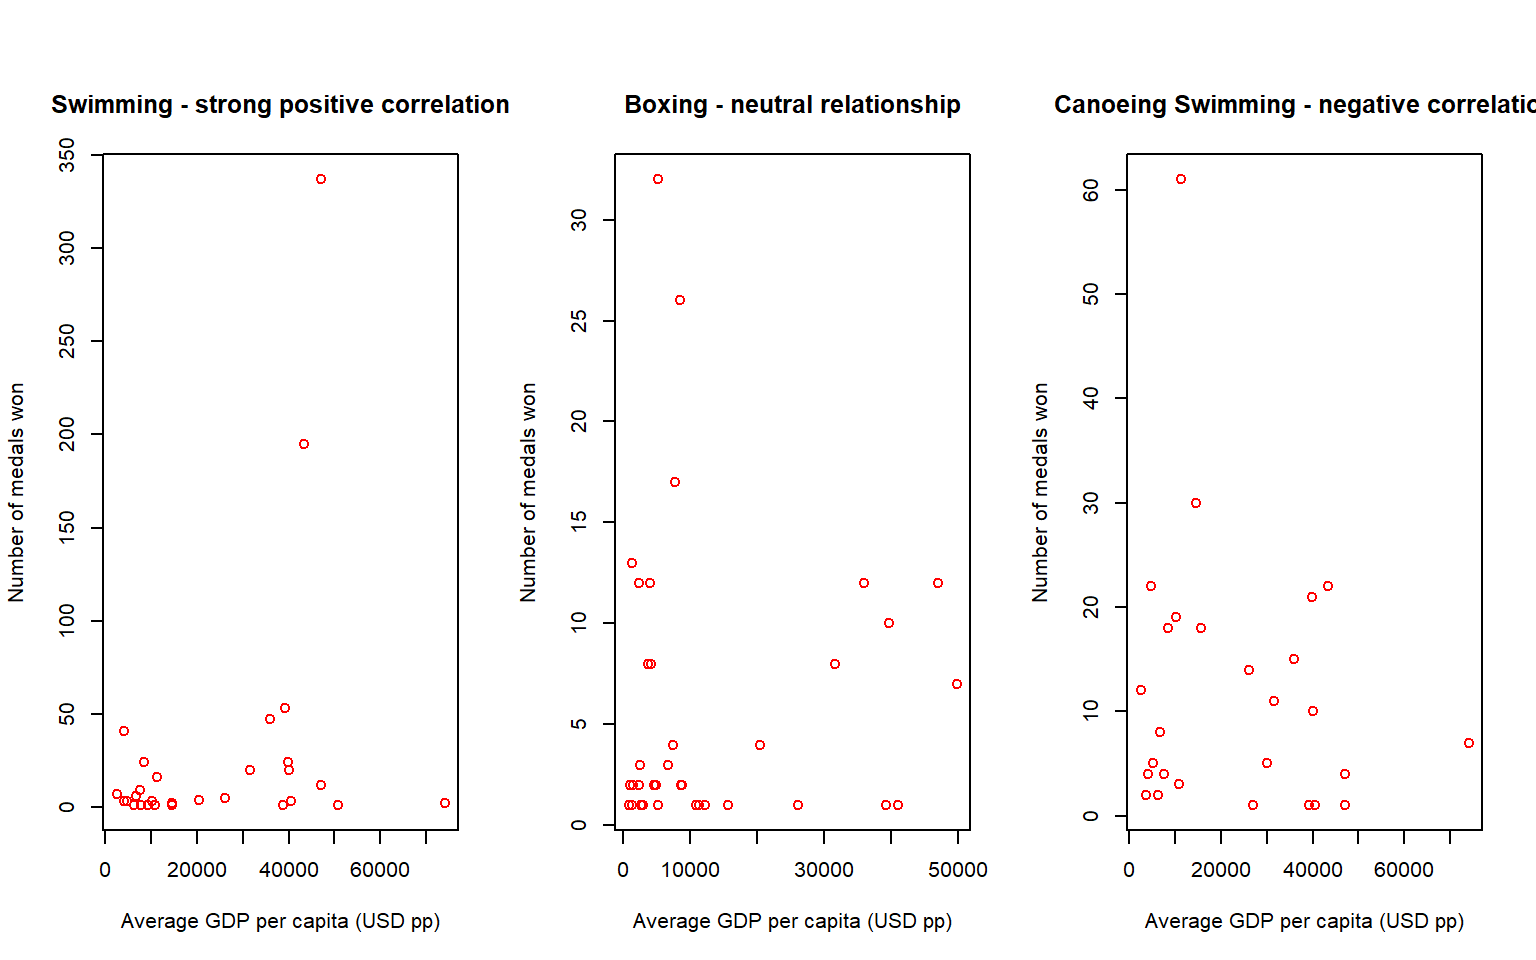 Swimming - strong positive correlation
350
300
250
200
150
100
50
0
Number of medals won
0 20000 40000 60000
Average GDP per capita (USD pp)
Boxing - neutral relationship
30
25
20
15
10
5
0
Number of medals won
0 10000 30000 50000
Average GDP per capita (USD pp)
Canoeing Swimming - negative correlatio
60
50
40
30
20
10
0
Number of medals won
0 20000 40000 60000
Average GDP per capita (USD pp)